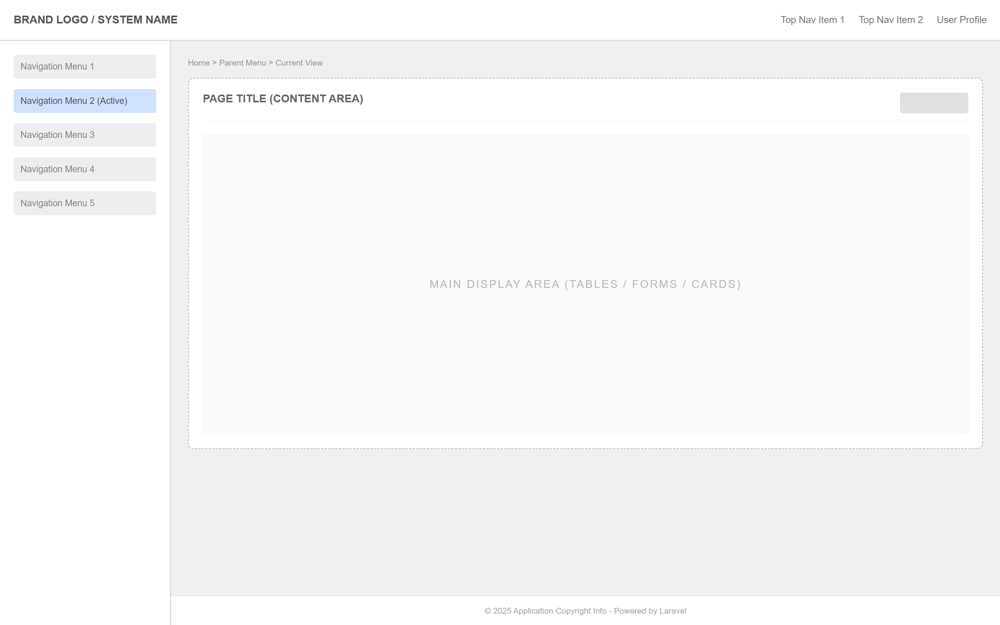 BRAND LOGO / SYSTEM NAME
Top Nav Item 1
Top Nav Item 2
User Profile
Navigation Menu 1
Navigation Menu 2 (Active)
Navigation Menu 3
Navigation Menu 4
Navigation Menu 5
Home > Parent Menu > Current View
PAGE TITLE (CONTENT AREA)
MAIN DISPLAY AREA (TABLES / FORMS / CARDS)
© 2025 Application Copyright Info - Powered by Laravel